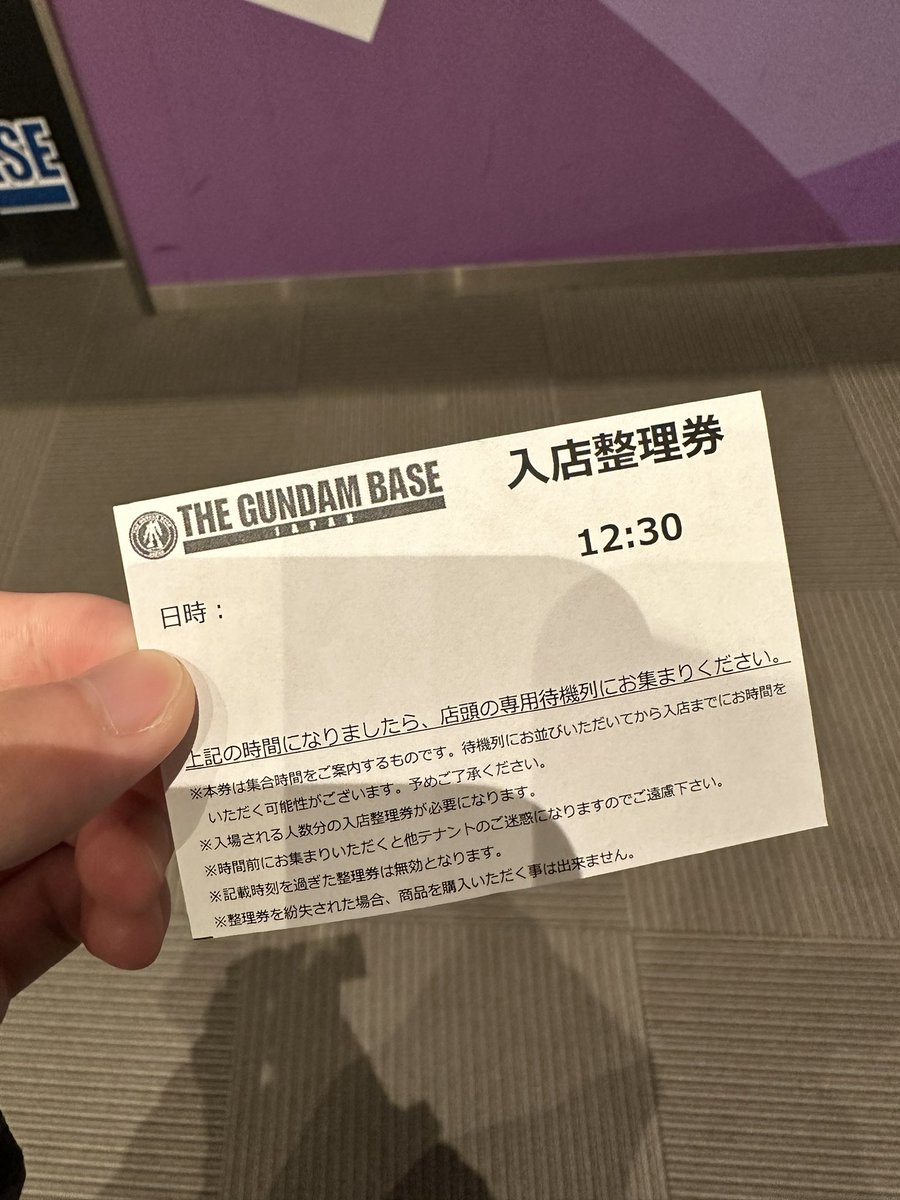 SE
THE GUNDAM BASE
JAPAN
入店整理券
12:30
日時：
上記の時間になりましたら、店頭の専用待機列にお集まりください。
※本券は集合時間をご案内するものです。待機列にお並びいただいてから入店までにお時間を
いただく可能性がございます。予めご了承ください。
※入場される人数分の入店整理券が必要になります。
※時間前にお集まりいただくと他テナントのご迷惑になりますのでご遠慮下さい。
※記載時刻を過ぎた整理券は無効となります。
※整理券を紛失された場合、商品を購入いただく事は出来ません。